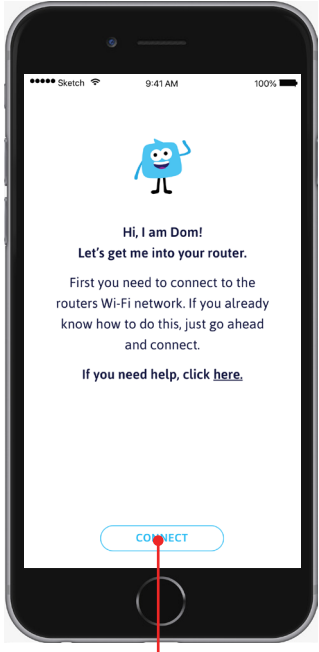 Sketch 9:41 AM 100%
Hi, I am Dom!
Let's get me into your router.
First you need to connect to the
routers Wi-Fi network. If you already
know how to do this, just go ahead
and connect.
If you need help, click here.
CONNECT